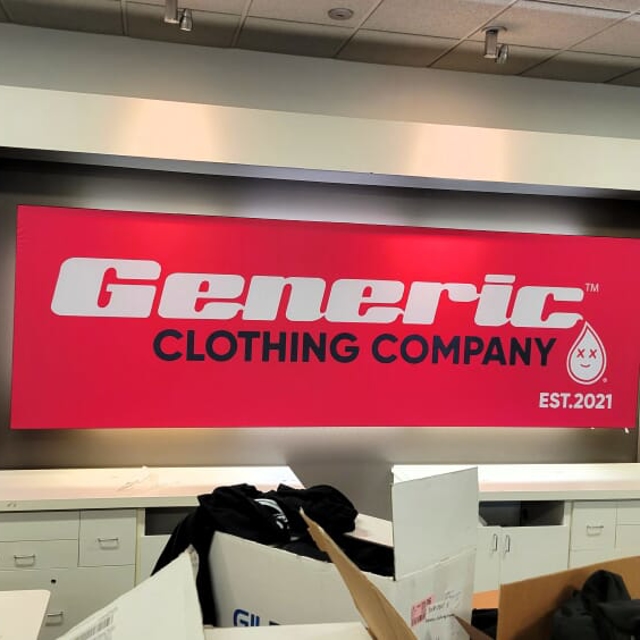 Generic™
CLOTHING COMPANY
EST.2021